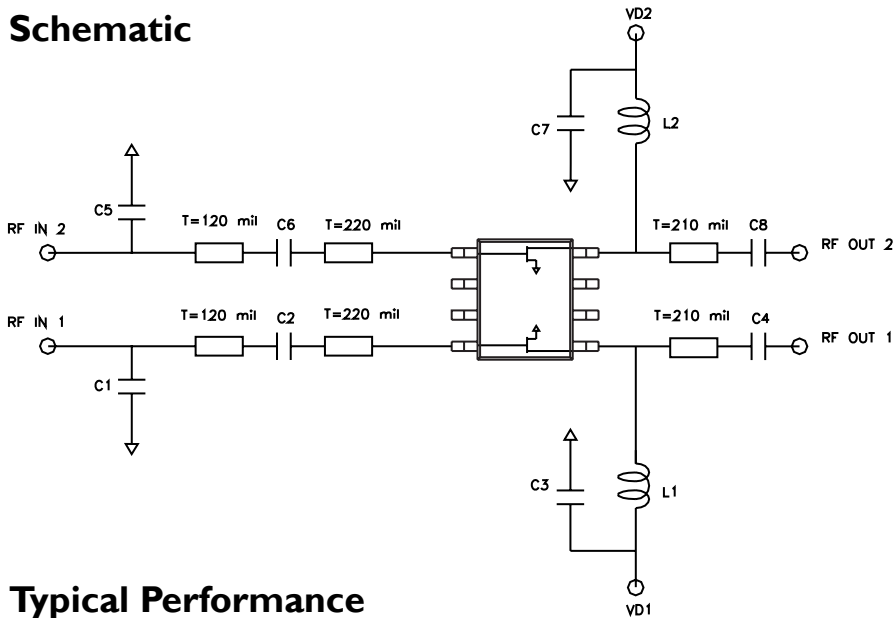 Schematic
VD2
C7
L2
C5
T=120 mil
C6
T=220 mil
T=210 mil
C8
RF IN 2
RF OUT 2
RF IN 1
T=120 mil
C2
T=220 mil
T=210 mil
C4
RF OUT 1
C1
C3
L1
VD1
Typical Performance